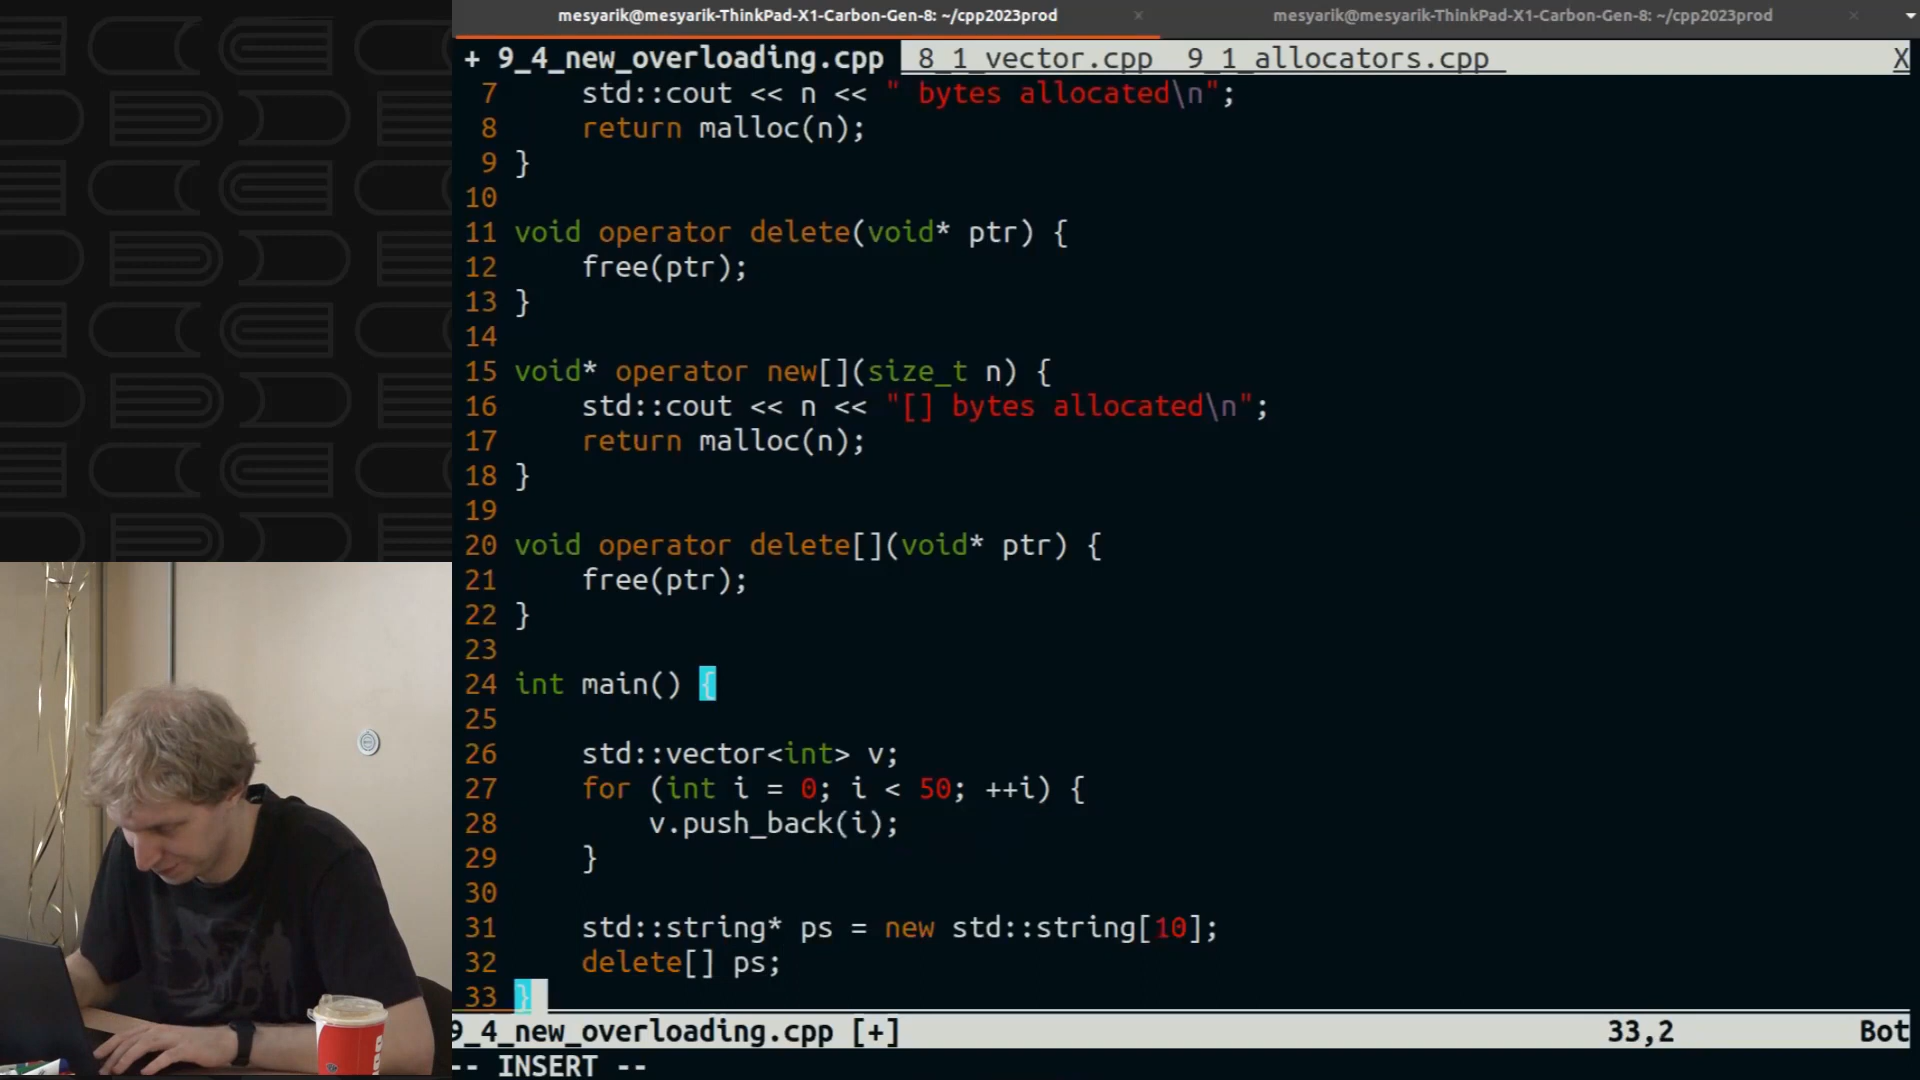 mesyarik@mesyarik-ThinkPad-X1-Carbon-Gen-8: ~/cpp2023prod × mesyarik@mesyarik-ThinkPad-X1-Carbon-Gen-8: ~/cpp2023prod ×
+ 9_4_new_overloading.cpp 8_1_vector.cpp 9_1_allocators.cpp X
7 std::cout << n << " bytes allocated\n";
8 return malloc(n);
9 }
10
11 void operator delete(void* ptr) {
12 free(ptr);
13 }
14
15 void* operator new[](size_t n) {
16 std::cout << n << "[] bytes allocated\n";
17 return malloc(n);
18 }
19
20 void operator delete[](void* ptr) {
21 free(ptr);
22 }
23
24 int main() {
25
26 std::vector<int> v;
27 for (int i = 0; i < 50; ++i) {
28 v.push_back(i);
29 }
30
31 std::string* ps = new std::string[10];
32 delete[] ps;
33 }
9_4_new_overloading.cpp [+] 33,2 Bot
-- INSERT --